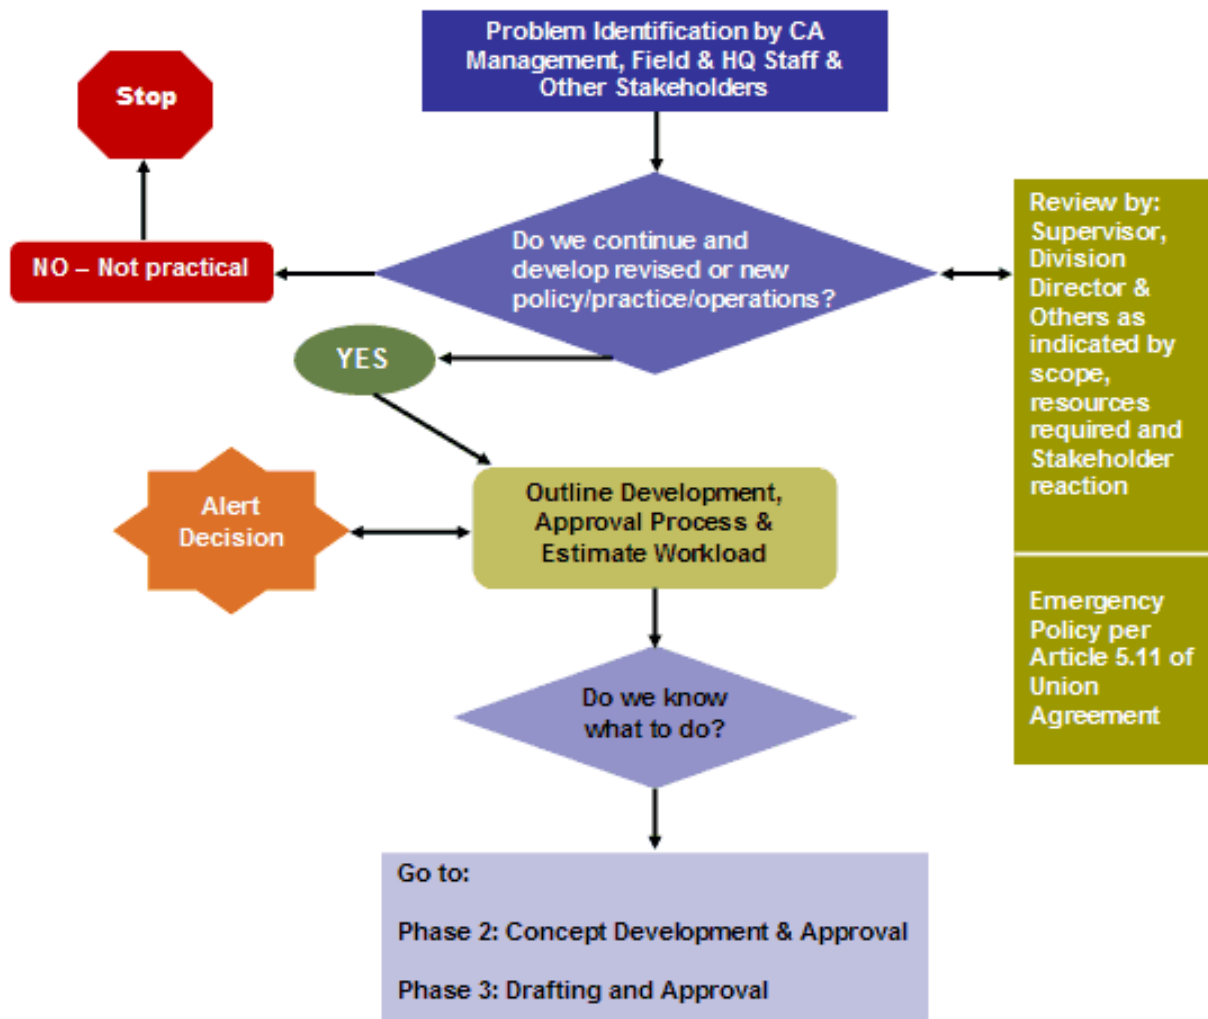 Problem Identification by CA
Management, Field & HQ Staff &
Other Stakeholders
Stop
Do we continue and
develop revised or new
policy/practice/operations?
NO – Not practical
Review by:
Supervisor,
Division
Director &
Others as
indicated by
scope,
resources
required and
Stakeholder
reaction
YES
Outline Development,
Approval Process &
Estimate Workload
Alert
Decision
Emergency
Policy per
Article 5.11 of
Union
Agreement
Do we know
what to do?
Go to:
Phase 2: Concept Development & Approval
Phase 3: Drafting and Approval